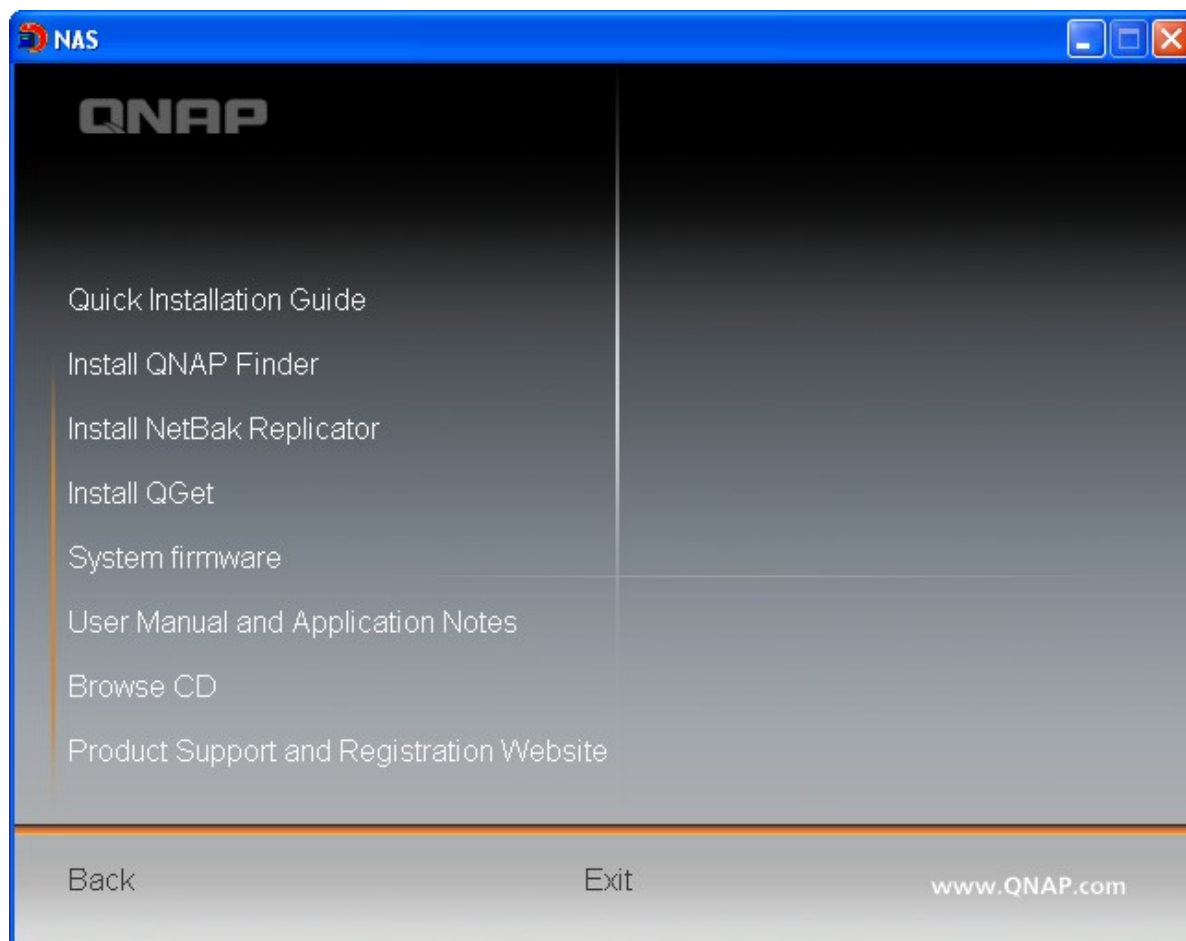 NAS
QNAP
Quick Installation Guide
Install QNAP Finder
Install NetBak Replicator
Install QGet
System firmware
User Manual and Application Notes
Browse CD
Product Support and Registration Website
Back Exit www.QNAP.com